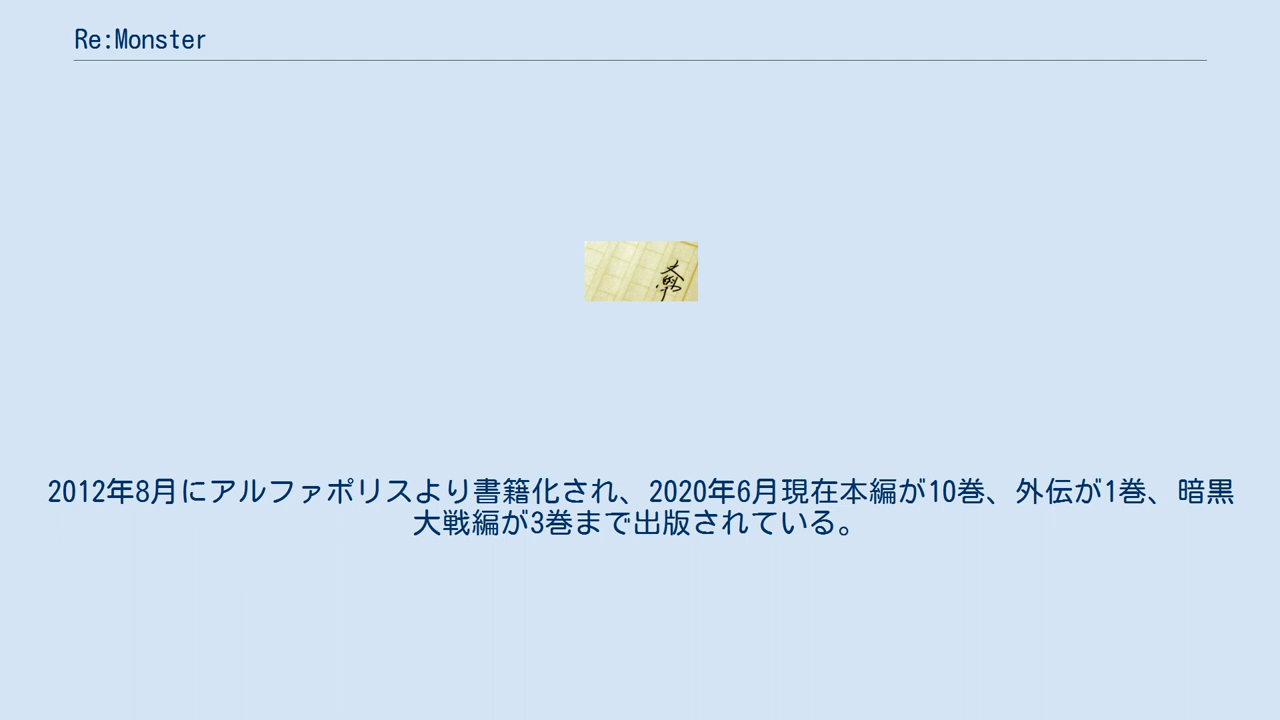 Re:Monster
2012年8月にアルファポリスより書籍化され、2020年6月現在本編が10巻、外伝が1巻、暗黒
大戦編が3巻まで出版されている。